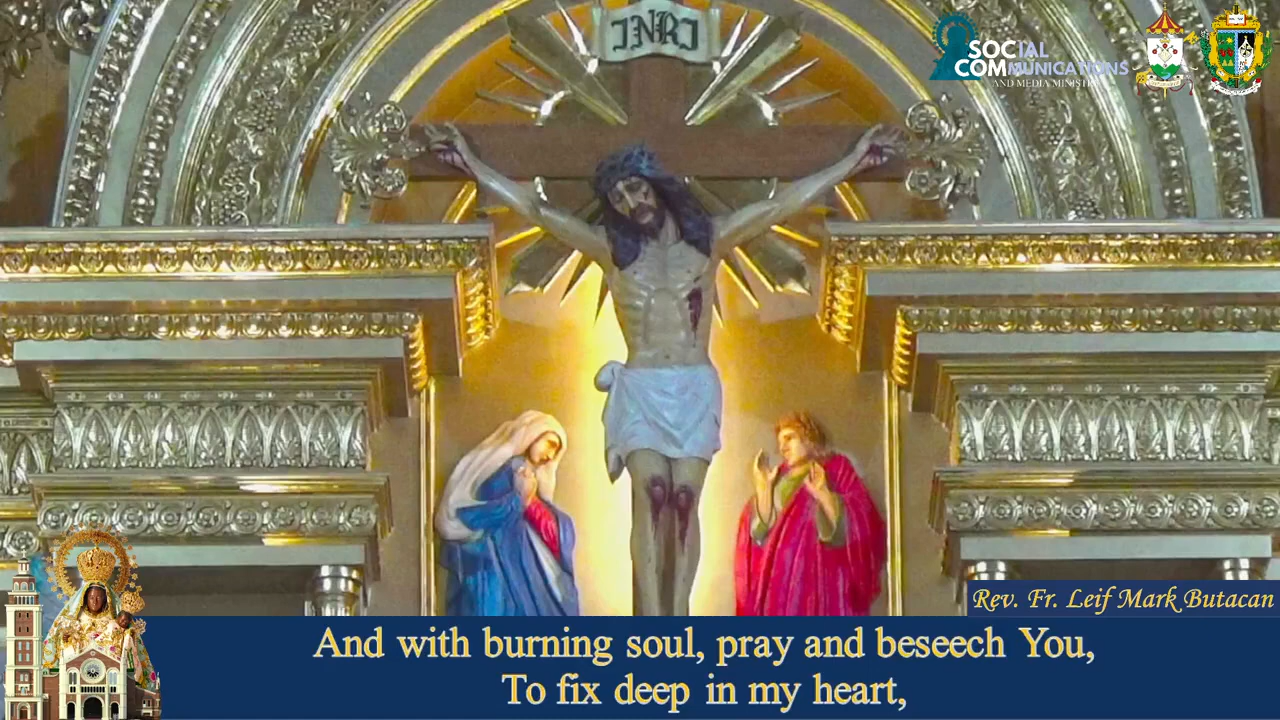 INRI
SOCIAL
COMMUNICATIONS
AND MEDIA MINISTRY
Rev. Fr. Leif Mark Butacan
And with burning soul, pray and beseech You,
To fix deep in my heart,